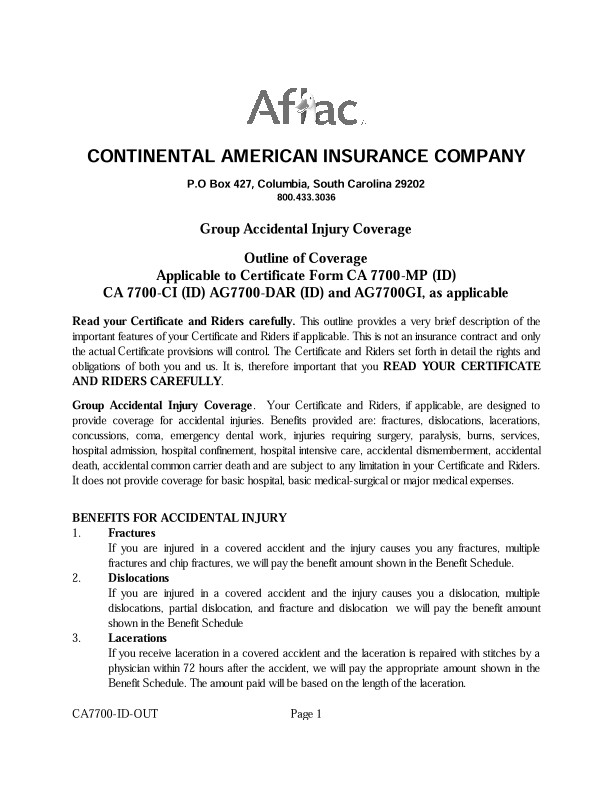 Aflac
CONTINENTAL AMERICAN INSURANCE COMPANY
P.O Box 427, Columbia, South Carolina 29202
800.433.3036
Group Accidental Injury Coverage
Outline of Coverage
Applicable to Certificate Form CA 7700-MP (ID)
CA 7700-CI (ID) AG7700-DAR (ID) and AG7700GI, as applicable
Read your Certificate and Riders carefully. This outline provides a very brief description of the
important features of your Certificate and Riders if applicable. This is not an insurance contract and only
the actual Certificate provisions will control. The Certificate and Riders set forth in detail the rights and
obligations of both you and us. It is, therefore important that you READ YOUR CERTIFICATE
AND RIDERS CAREFULLY.
Group Accidental Injury Coverage. Your Certificate and Riders, if applicable, are designed to
provide coverage for accidental injuries. Benefits provided are: fractures, dislocations, lacerations,
concussions, coma, emergency dental work, injuries requiring surgery, paralysis, burns, services,
hospital admission, hospital confinement, hospital intensive care, accidental dismemberment, accidental
death, accidental common carrier death and are subject to any limitation in your Certificate and Riders.
It does not provide coverage for basic hospital, basic medical-surgical or major medical expenses.
BENEFITS FOR ACCIDENTAL INJURY
1. Fractures
If you are injured in a covered accident and the injury causes you any fractures, multiple
fractures and chip fractures, we will pay the benefit amount shown in the Benefit Schedule.
2. Dislocations
If you are injured in a covered accident and the injury causes you a dislocation, multiple
dislocations, partial dislocation, and fracture and dislocation we will pay the benefit amount
shown in the Benefit Schedule
3. Lacerations
If you receive laceration in a covered accident and the laceration is repaired with stitches by a
physician within 72 hours after the accident, we will pay the appropriate amount shown in the
Benefit Schedule. The amount paid will be based on the length of the laceration.
CA7700-ID-OUT Page 1